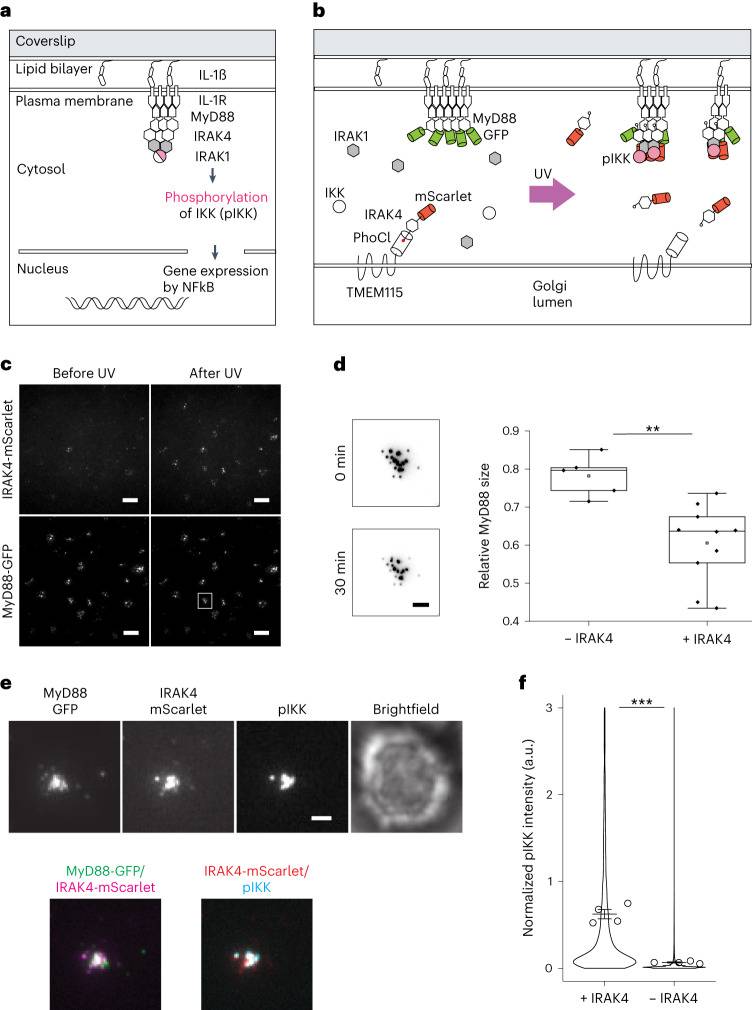 a
Coverslip
Lipid bilayer
IL-1ß
Plasma membrane
IL-1R
MyD88
IRAK4
IRAK1
Cytosol
Phosphorylation
of IKK (pIKK)
Nucleus
Gene expression
by NFkB
b
MyD88
GFP
IRAK1
pIKK
UV
IKK
mScarlet
IRAK4
PhoCl
TMEM115
Golgi
lumen
c
Before UV
After UV
IRAK4-mScarlet
MyD88-GFP
d
0 min
30 min
Relative MyD88 size
0.9
0.8
0.7
0.6
0.5
0.4
**
– IRAK4
+ IRAK4
e
MyD88
GFP
IRAK4
mScarlet
pIKK
Brightfield
MyD88-GFP/
IRAK4-mScarlet
IRAK4-mScarlet/
pIKK
f
Normalized pIKK intensity (a.u.)
3
2
1
0
***
+ IRAK4
– IRAK4